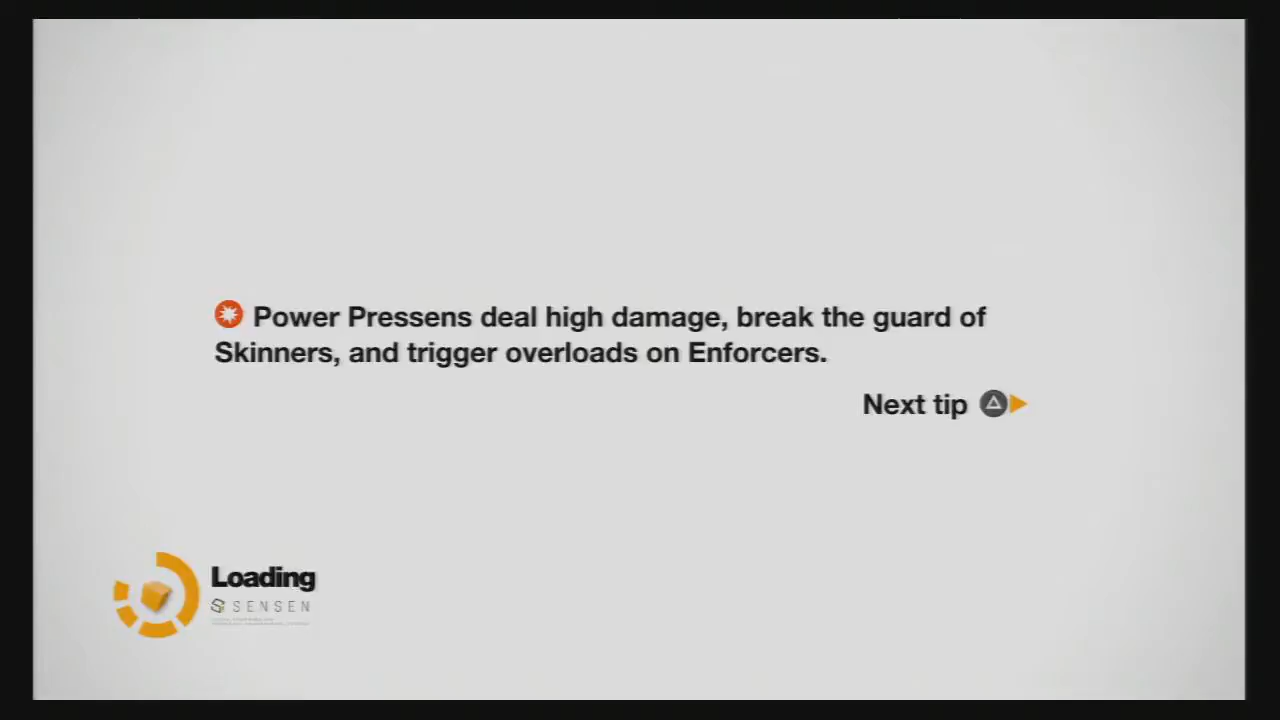 Power Pressens deal high damage, break the guard of
Skinners, and trigger overloads on Enforcers.
Next tip
Loading
SENSEN